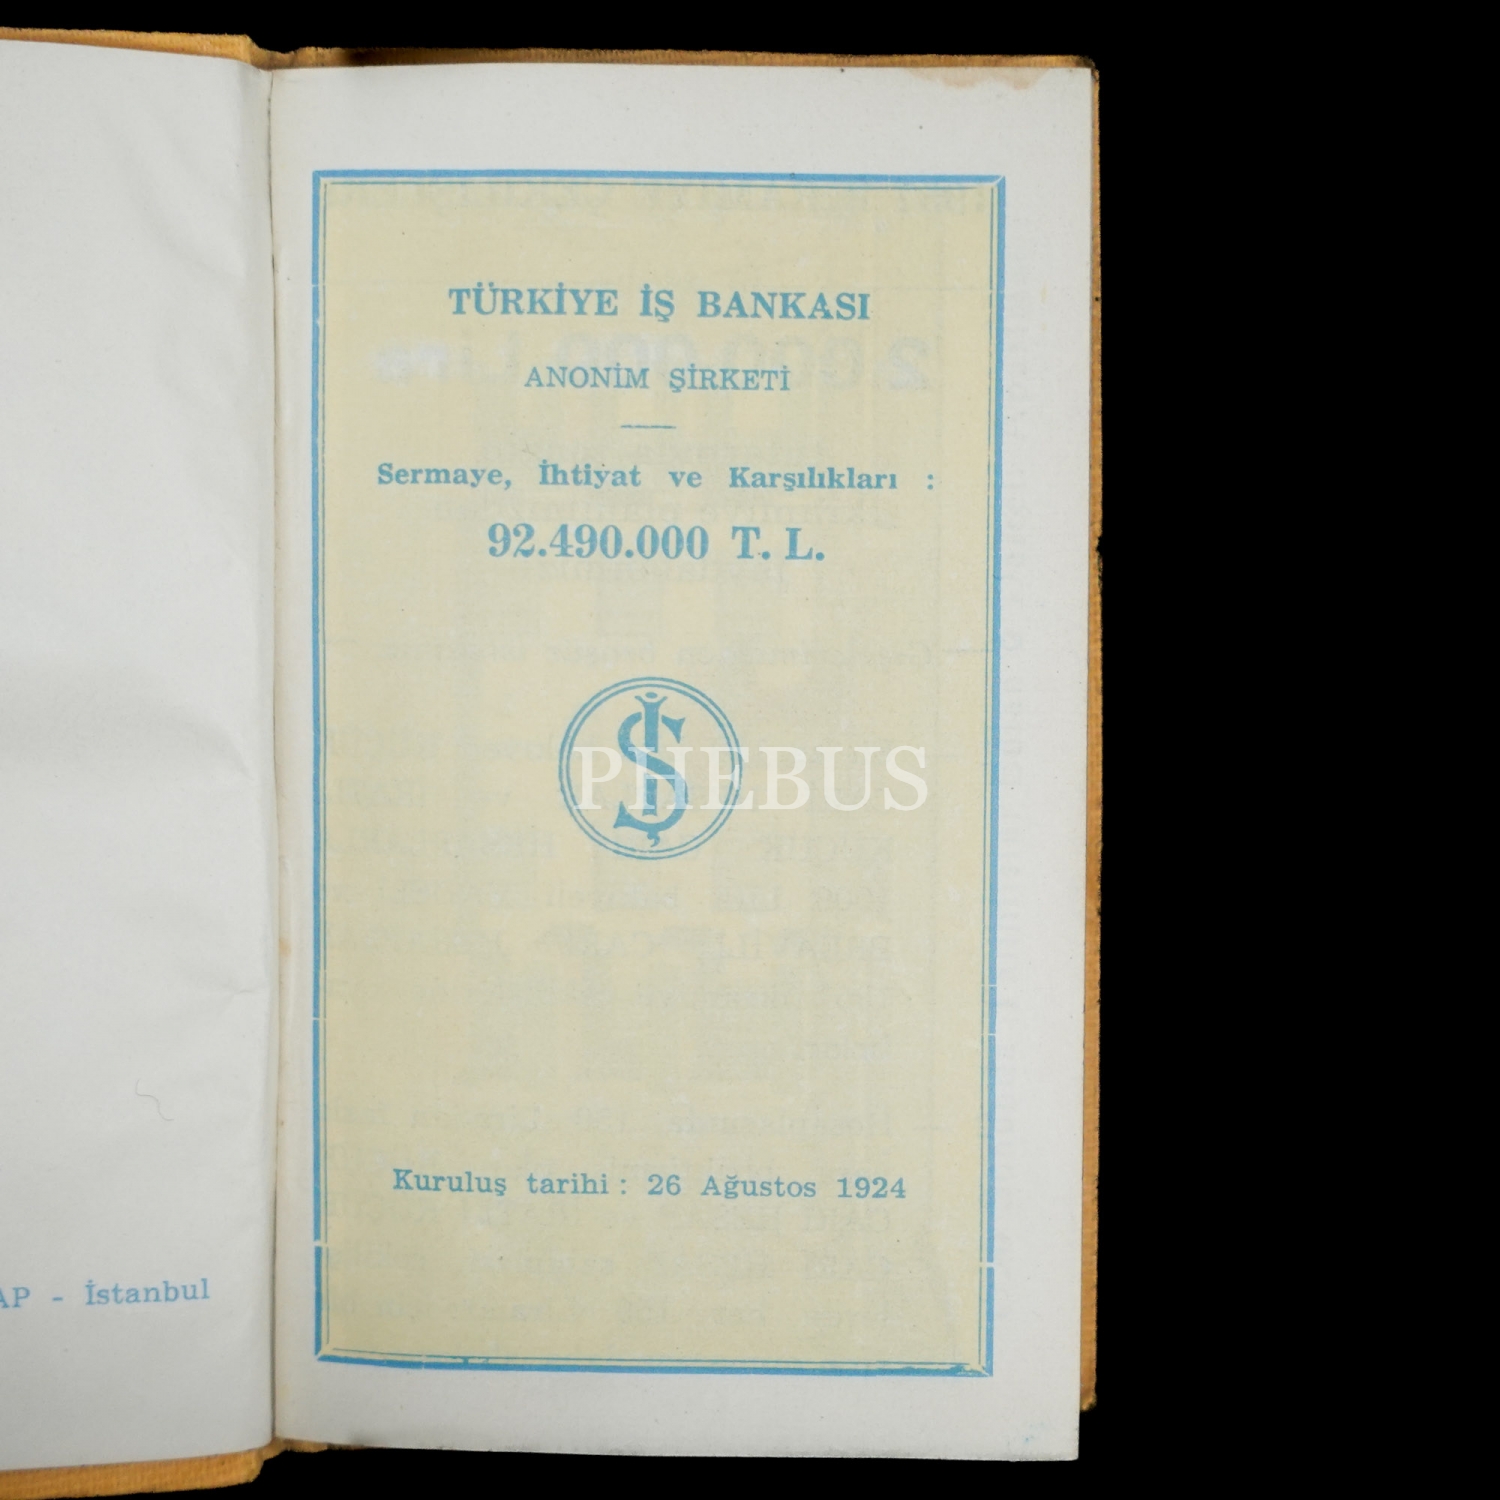 TÜRKİYE İŞ BANKASI
ANONİM ŞİRKETİ
Sermaye, İhtiyat ve Karşılıkları :
92.490.000 T. L.
İŞ
PHEBUS
Kuruluş tarihi : 26 Ağustos 1924
AP - İstanbul